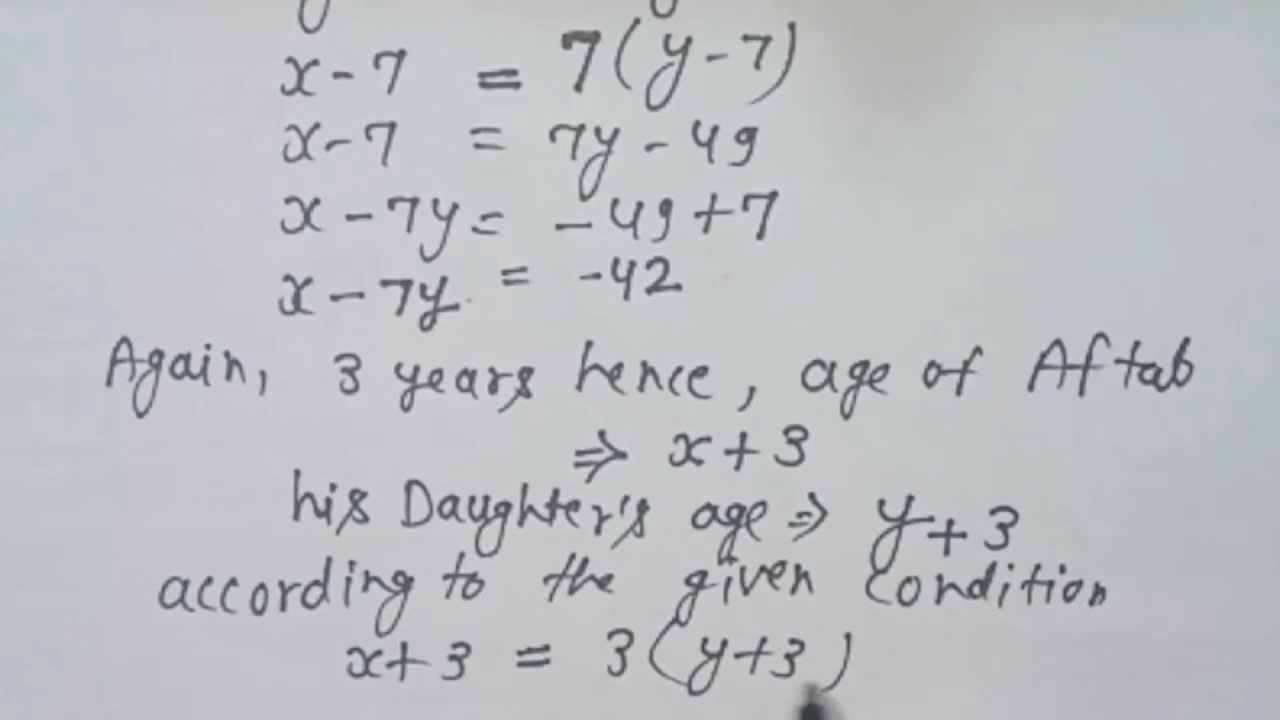 x - 7 = 7(y - 7)
x - 7 = 7y - 49
x - 7y = -49 + 7
x - 7y = -42
Again, 3 years hence, age of Aftab
⇒ x + 3
his Daughter's age ⇒ y + 3
according to the given condition
x + 3 = 3(y + 3)